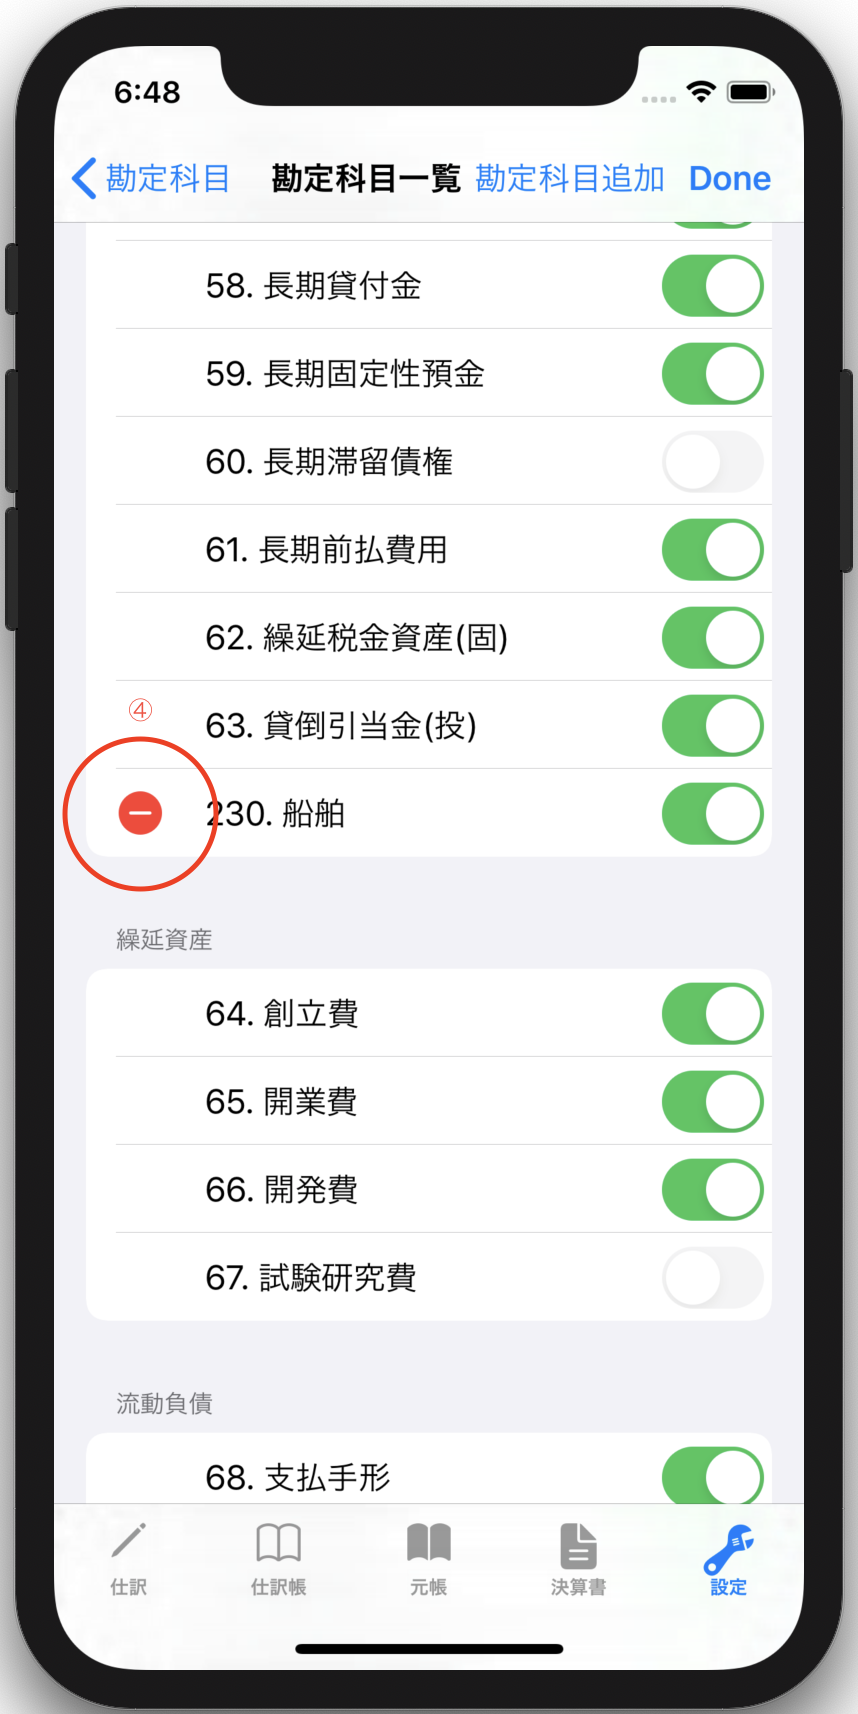 6:48
勘定科目 勘定科目一覧 勘定科目追加 Done
58. 長期貸付金
59. 長期固定性預金
60. 長期滞留債権
61. 長期前払費用
62. 繰延税金資産(固)
④
63. 貸倒引当金(投)
230. 船舶
繰延資産
64. 創立費
65. 開業費
66. 開発費
67. 試験研究費
流動負債
68. 支払手形
仕訳 仕訳帳 元帳 決算書 設定